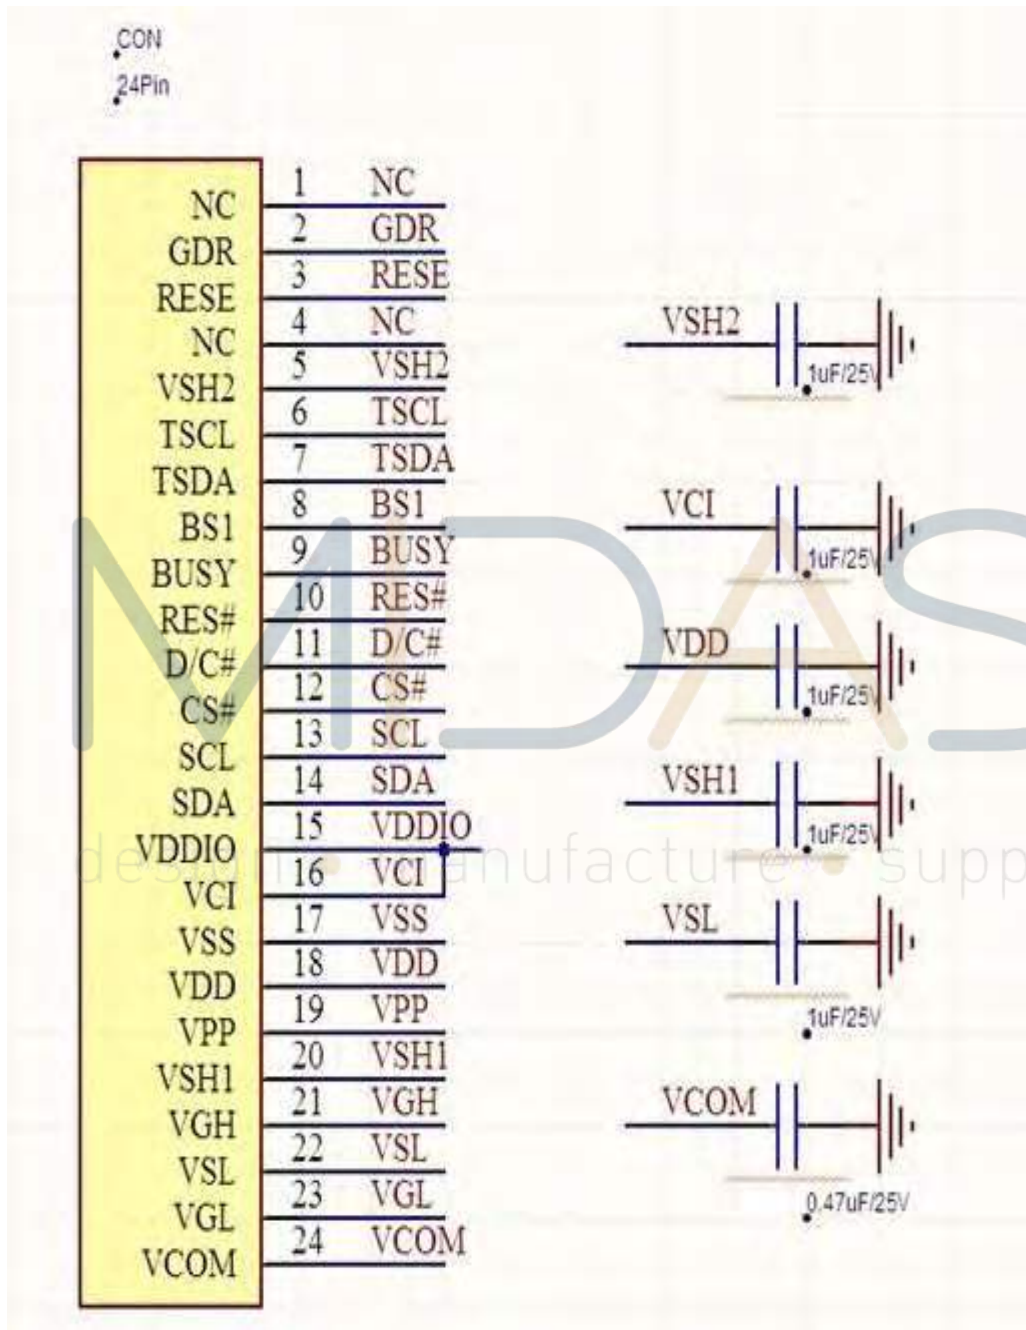 CON
24Pin
NC 1 NC
GDR 2 GDR
RESE 3 RESE
NC 4 NC
VSH2 5 VSH2
TSCL 6 TSCL
TSDA 7 TSDA
BS1 8 BS1
BUSY 9 BUSY
RES# 10 RES#
D/C# 11 D/C#
CS# 12 CS#
SCL 13 SCL
SDA 14 SDA
VDDIO 15 VDDIO
VCI 16 VCI
VSS 17 VSS
VDD 18 VDD
VPP 19 VPP
VSH1 20 VSH1
VGH 21 VGH
VSL 22 VSL
VGL 23 VGL
VCOM 24 VCOM
VSH2
1uF/25V
VCI
1uF/25V
VDD
1uF/25V
VSH1
1uF/25V
VSL
1uF/25V
VCOM
0.47uF/25V
MIDAS
design manufacture supp